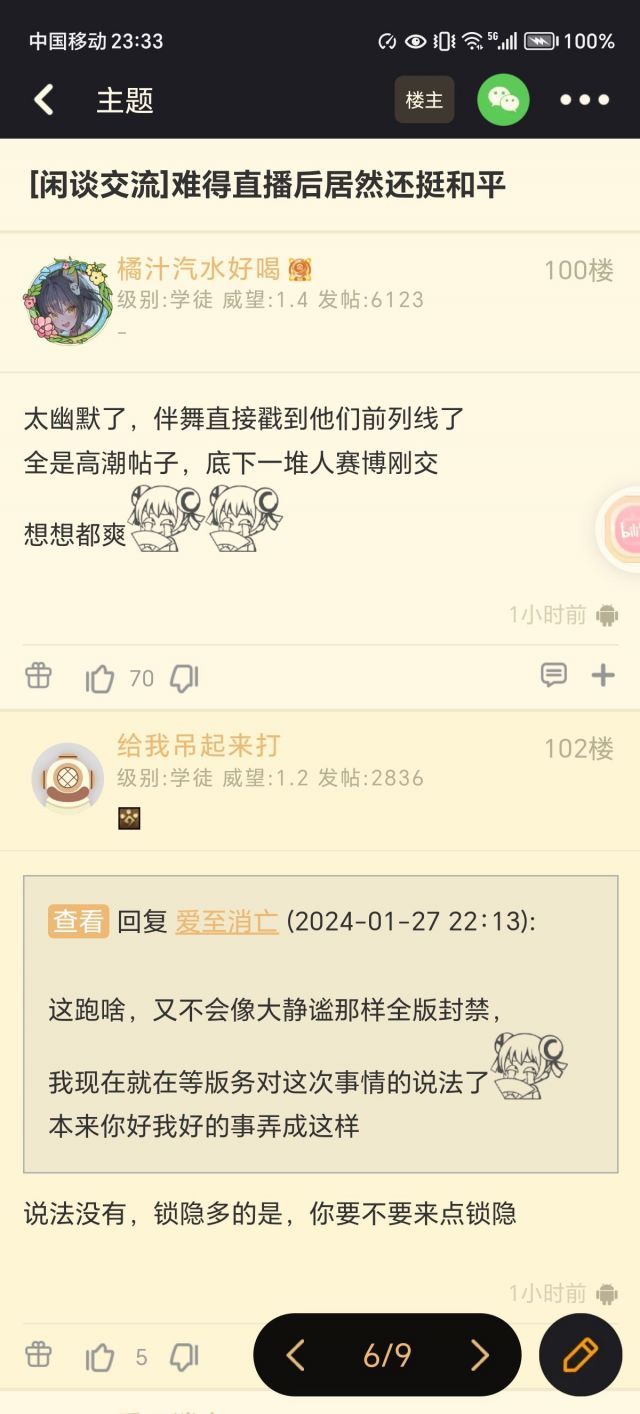 中国移动 23:33
5G
100%
主题
楼主
[闲谈交流]难得直播后居然还挺和平
橘汁汽水好喝
100楼
级别:学徒 威望:1.4 发帖:6123
-
太幽默了，伴舞直接戳到他们前列线了
全是高潮帖子，底下一堆人赛博刚交
想想都爽
bili
1小时前
70
给我吊起来打
102楼
级别:学徒 威望:1.2 发帖:2836
查看 回复 爱至消亡 (2024-01-27 22:13):
这跑啥，又不会像大静谧那样全版封禁，
我现在就在等版务对这次事情的说法了
本来你好我好的事弄成这样
说法没有，锁隐多的是，你要不要来点锁隐
1小时前
5
6/9